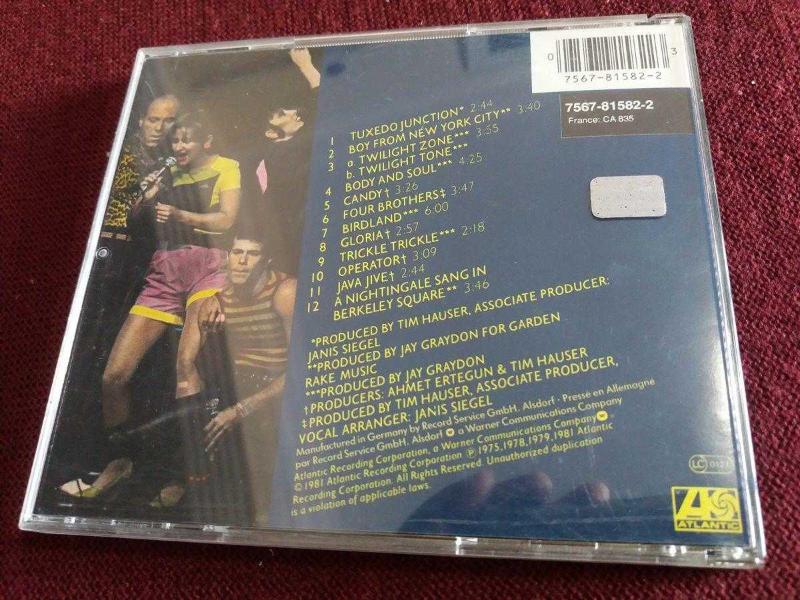 0 7567-81582-2 3
7567-81582-2
France: CA 835
1 TUXEDO JUNCTION* 2:44
2 BOY FROM NEW YORK CITY** 3:40
3 a. TWILIGHT ZONE*** 3:55
b. TWILIGHT TONE***
4 BODY AND SOUL*** 4:25
5 CANDY† 3:26
6 FOUR BROTHERS‡ 3:47
7 BIRDLAND*** 6:00
8 GLORIA† 2:57
9 TRICKLE TRICKLE*** 2:18
10 OPERATOR† 3:09
11 JAVA JIVE† 2:44
12 A NIGHTINGALE SANG IN
BERKELEY SQUARE** 3:46
*PRODUCED BY TIM HAUSER, ASSOCIATE PRODUCER:
JANIS SIEGEL
**PRODUCED BY JAY GRAYDON FOR GARDEN
RAKE MUSIC
***PRODUCED BY JAY GRAYDON
†PRODUCERS: AHMET ERTEGUN & TIM HAUSER
‡PRODUCED BY TIM HAUSER, ASSOCIATE PRODUCER,
VOCAL ARRANGER: JANIS SIEGEL
Manufactured in Germany by Record Service GmbH, Alsdorf · Pressé en Allemagne
par Record Service GmbH, Alsdorf a Warner Communications Company
Atlantic Recording Corporation, a Warner Communications Company
©1981 Atlantic Recording Corporation ℗ 1975,1978,1979,1981 Atlantic
Recording Corporation. All Rights Reserved. Unauthorized duplication
is a violation of applicable laws.
LC 0121
ATLANTIC